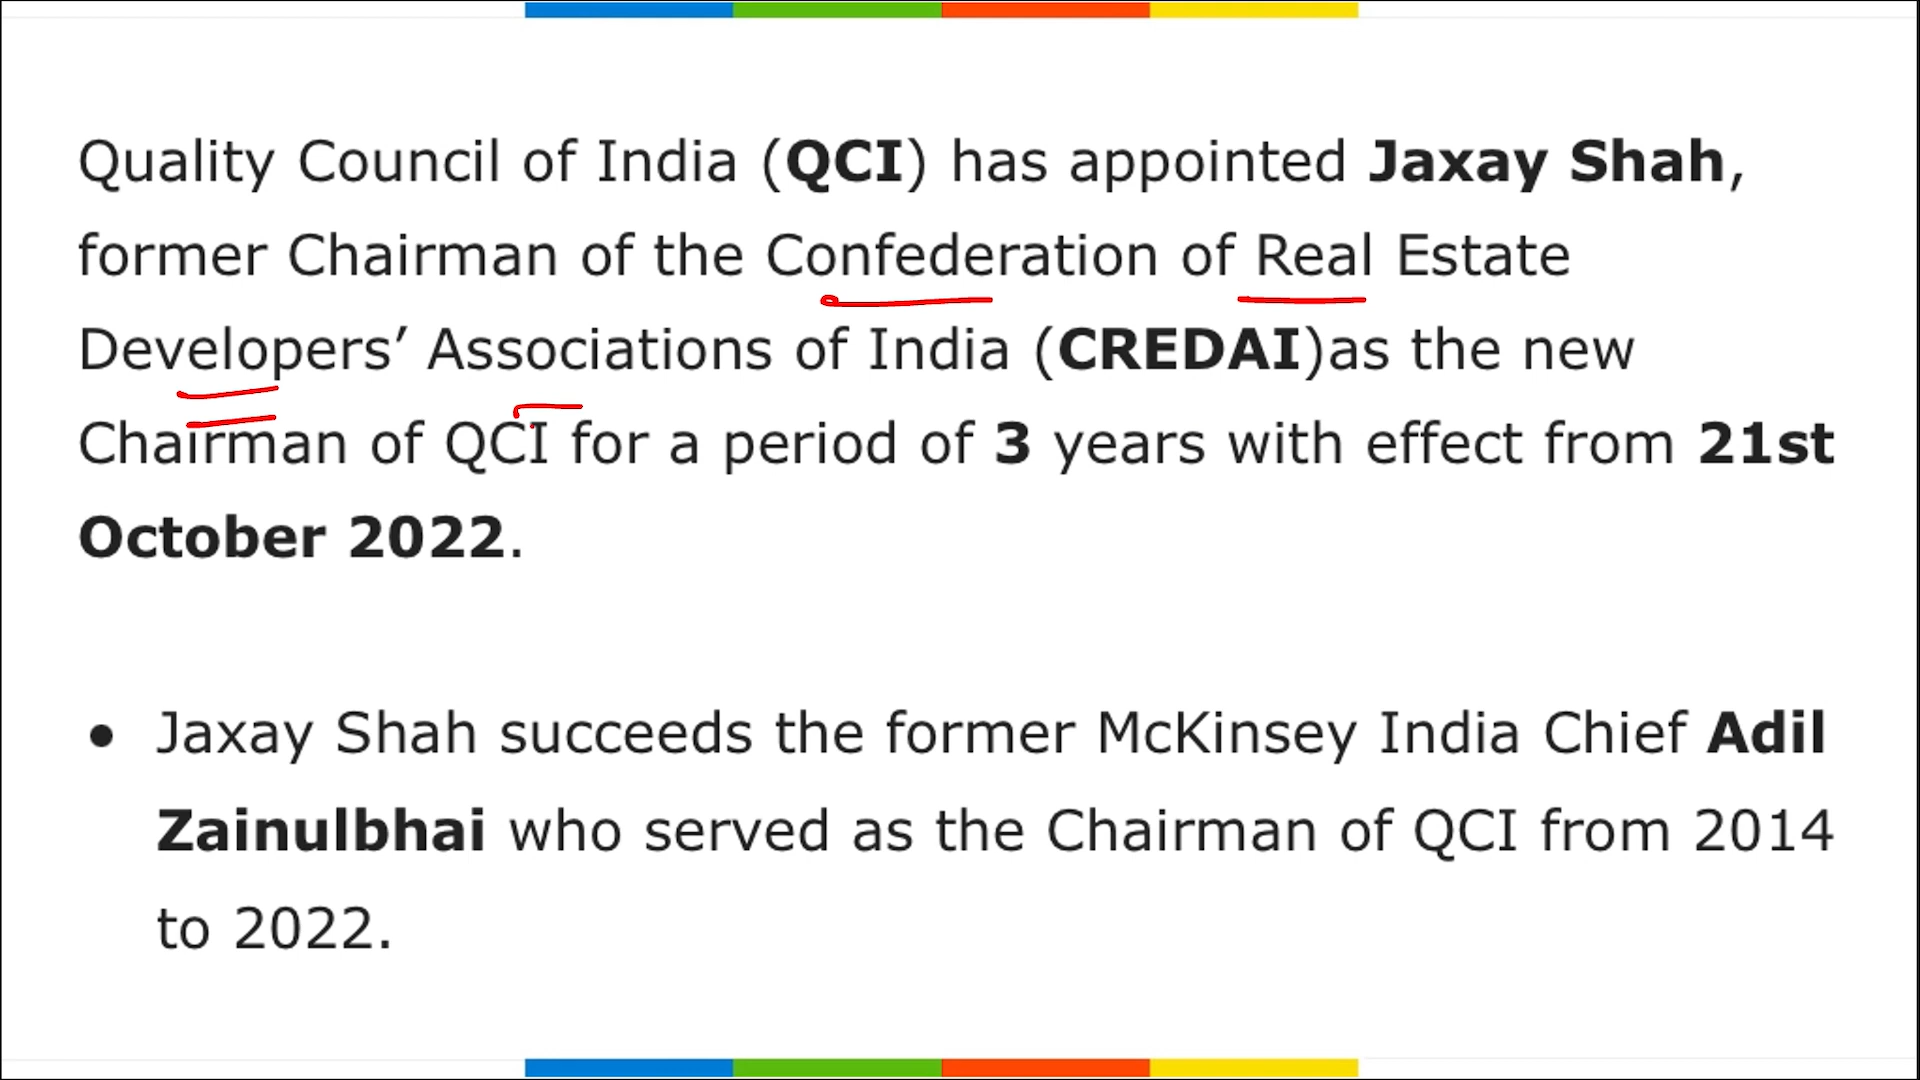 Quality Council of India (QCI) has appointed Jaxay Shah,
former Chairman of the Confederation of Real Estate
Developers’ Associations of India (CREDAI)as the new
Chairman of QCI for a period of 3 years with effect from 21st
October 2022.
● Jaxay Shah succeeds the former McKinsey India Chief Adil
Zainulbhai who served as the Chairman of QCI from 2014
to 2022.